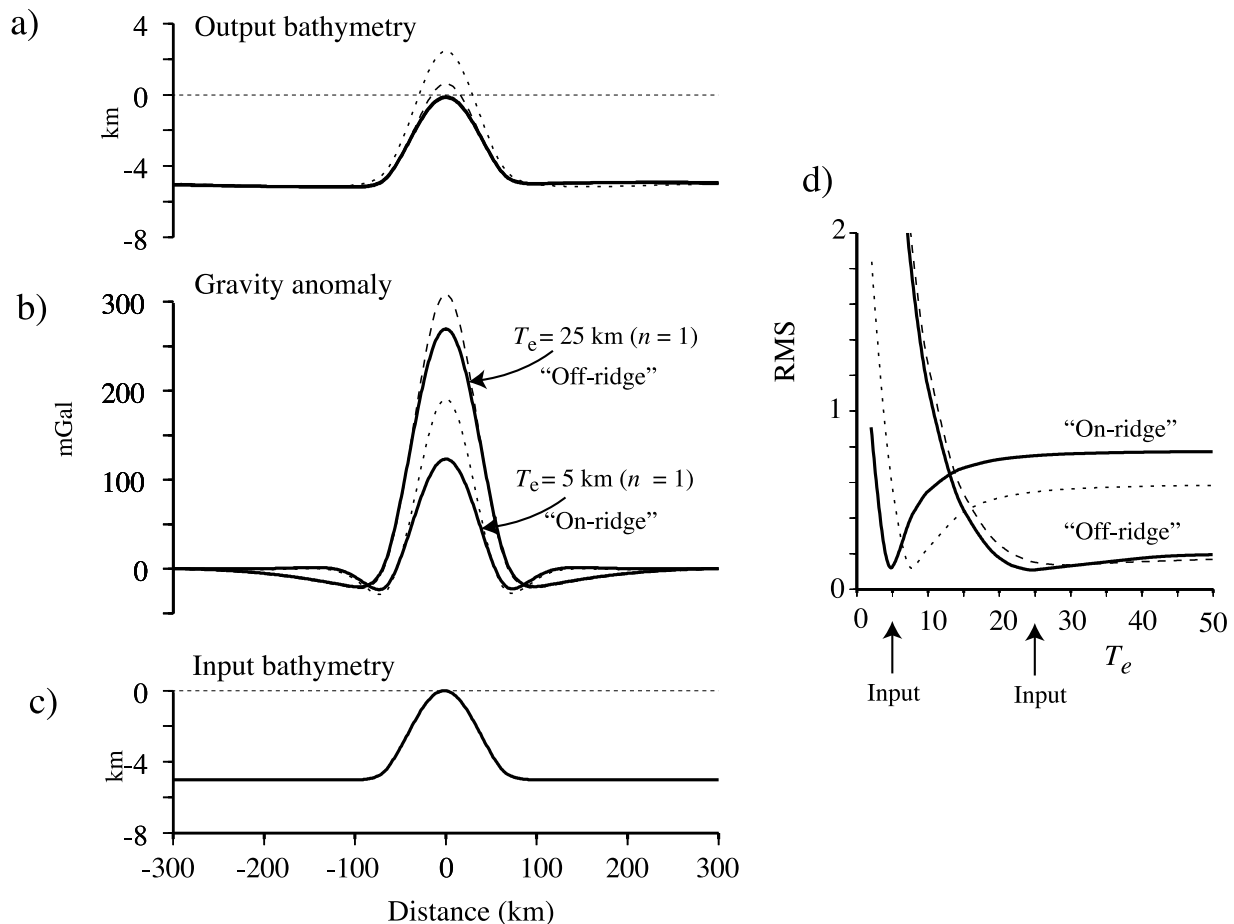 a)
Output bathymetry
4
0
-4
-8
km
b)
Gravity anomaly
300
200
100
0
mGal
Te = 25 km (n = 1)
“Off-ridge”
Te = 5 km (n = 1)
“On-ridge”
c)
Input bathymetry
0
-4
-8
km
-300 -200 -100 0 100 200 300
Distance (km)
d)
2
1
0
RMS
“On-ridge”
“Off-ridge”
0 10 20 30 40 50
Te
Input Input